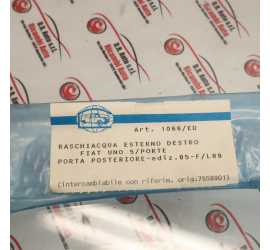 Art. 1066/ED
RASCHIACQUA ESTERNO DESTRO
FIAT UNO 5/PORTE
PORTA POSTERIORE-ediz.05-F/L89
(intercambiabile con riferim. orig.7558901)